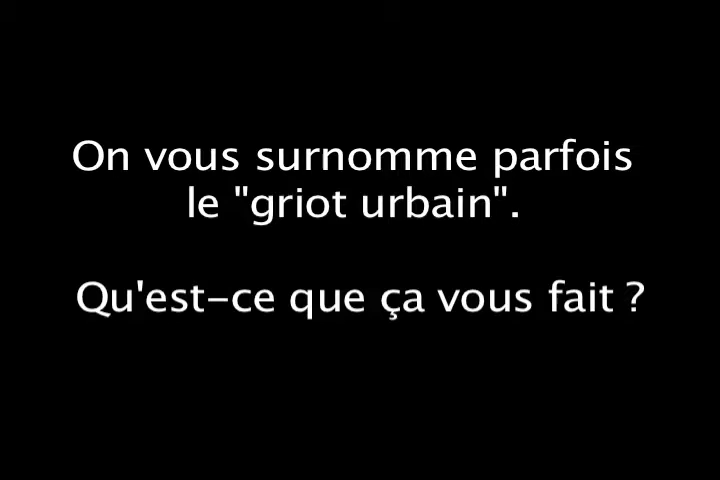 On vous surnomme parfois
le "griot urbain".
Qu'est-ce que ça vous fait ?